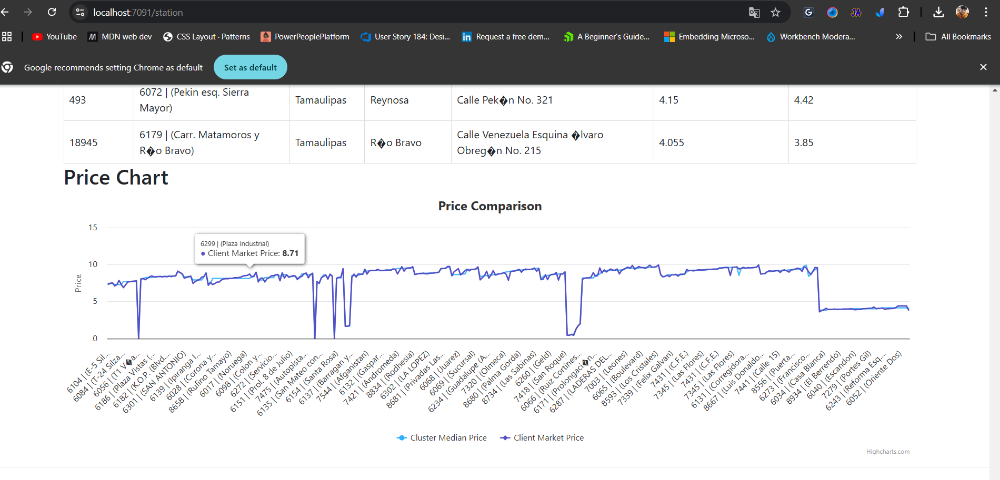 localhost:7091/station
YouTube
MDN web dev
CSS Layout · Patterns
PowerPeoplePlatform
User Story 184: Desi...
Request a free dem...
A Beginner's Guide...
Embedding Microso...
Workbench Modera...
All Bookmarks
Google recommends setting Chrome as default
Set as default
493
6072 | (Pekin esq. Sierra
Mayor)
Tamaulipas
Reynosa
Calle Pek�n No. 321
4.15
4.42
18945
6179 | (Carr. Matamoros y
R�o Bravo)
Tamaulipas
R�o Bravo
Calle Venezuela Esquina �lvaro
Obreg�n No. 215
4.055
3.85
Price Chart
Price Comparison
15
10
5
0
Price
6299 | (Plaza Industrial)
● Client Market Price: 8.71
6104 | (E-5 Sil...
6084 | (T-24-Silza...
6056 | (T1 V�a...
6186 | (Plaza Vistas (...
6182 | (K.O.P. (Blvd....
6301 | (SAN ANTONIO)
6139 | (Ipiranga I...
6028 | (Corona y...
8658 | (Rufino Tamayo)
6017 | (Noruega)
6098 | (Colon y...
6272 | (Servicio...
6151 | (Prol. 8 de Julio)
7475 | (Autopista...
6135 | (San Mateo con...
6154 | (Santa Rosa)
6137 | (Barragan y...
7544 | (Afganistan)
6132 | (Gaspar...
7421 | (Andromeda)
8834 | (Rodhesia)
6302 | (LA LOPEZ)
8681 | (Privadas Las...
6068 | (Juarez)
6069 | (Sucursal)
6234 | (Guadalupe (A...
7320 | (Olmeca)
8680 | (Palma Gorda)
8734 | (Las Sabinas)
6260 | (Geld)
7418 | (San Roque)
6066 | (Ruiz Cortines...
6171 | (Prolongaci�n...
6287 | (LADERAS DEL...
7003 | (Leones)
6065 | (Boulevard)
8593 | (Los Cristales)
7339 | (Felix Galvan)
7431 | (C.F.E.)
7345 | (Las Flores)
7431 | (C.F.E.)
7345 | (Las Flores)
6131 | (Corregidora...
8667 | (Luis Donaldo...
7441 | (Calle 15)
8556 | (Puerta...
6273 | (Francisco...
6034 | (Casa Blanca)
8934 | (El Berrendo)
6040 | (Escandon)
7279 | (Portes Gil)
6243 | (Reforma Esq....
6052 | (Oriente Dos)
Cluster Median Price
Client Market Price
Highcharts.com